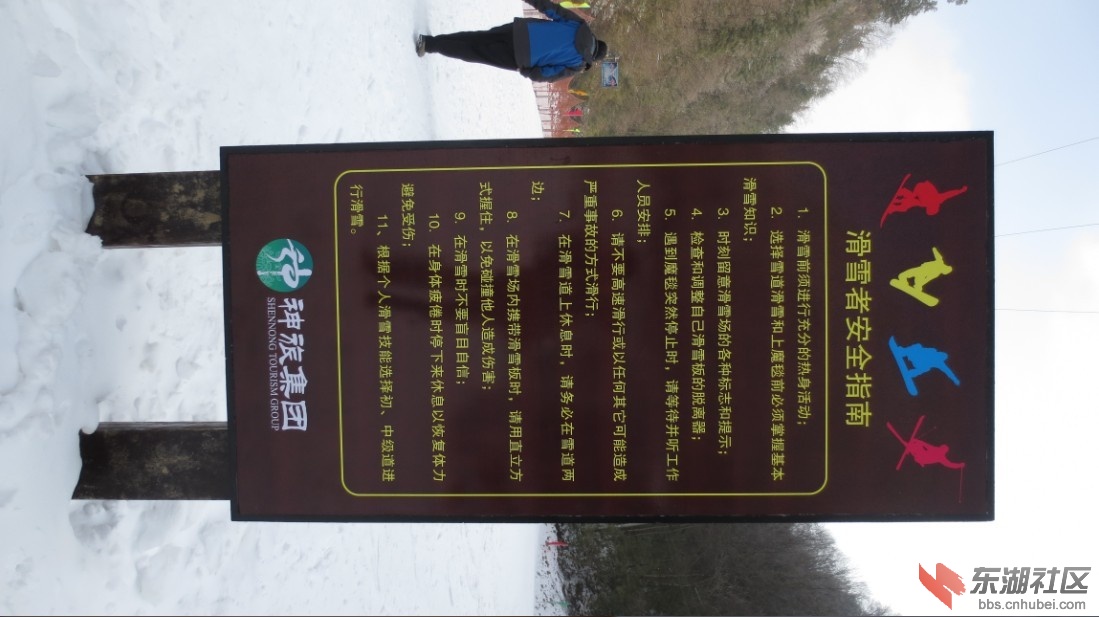 滑雪者安全指南
1. 滑雪前须进行充分的热身活动；
2. 选择雪道滑雪和上魔毯前必须掌握基本
滑雪知识；
3. 时刻留意滑雪场的各种标志和提示；
4. 检查和调整自己滑雪板的脱离器；
5. 遇到魔毯突然停止时，请等待并听工作
人员安排；
6. 请不要高速滑行或以任何其它可能造成
严重事故的方式滑行；
7. 在滑雪道上休息时，请务必在雪道两
边；
8. 在滑雪场内携带滑雪板时，请用直立方
式握住，以免碰撞他人造成伤害；
9. 在滑雪时不要盲目自信；
10. 在身体疲倦时停下来休息以恢复体力
避免受伤；
11、根据个人滑雪技能选择初、中级道进
行滑雪。
神旅集团
SHENNONG TOURISM GROUP
东湖社区
bbs.cnhubei.com